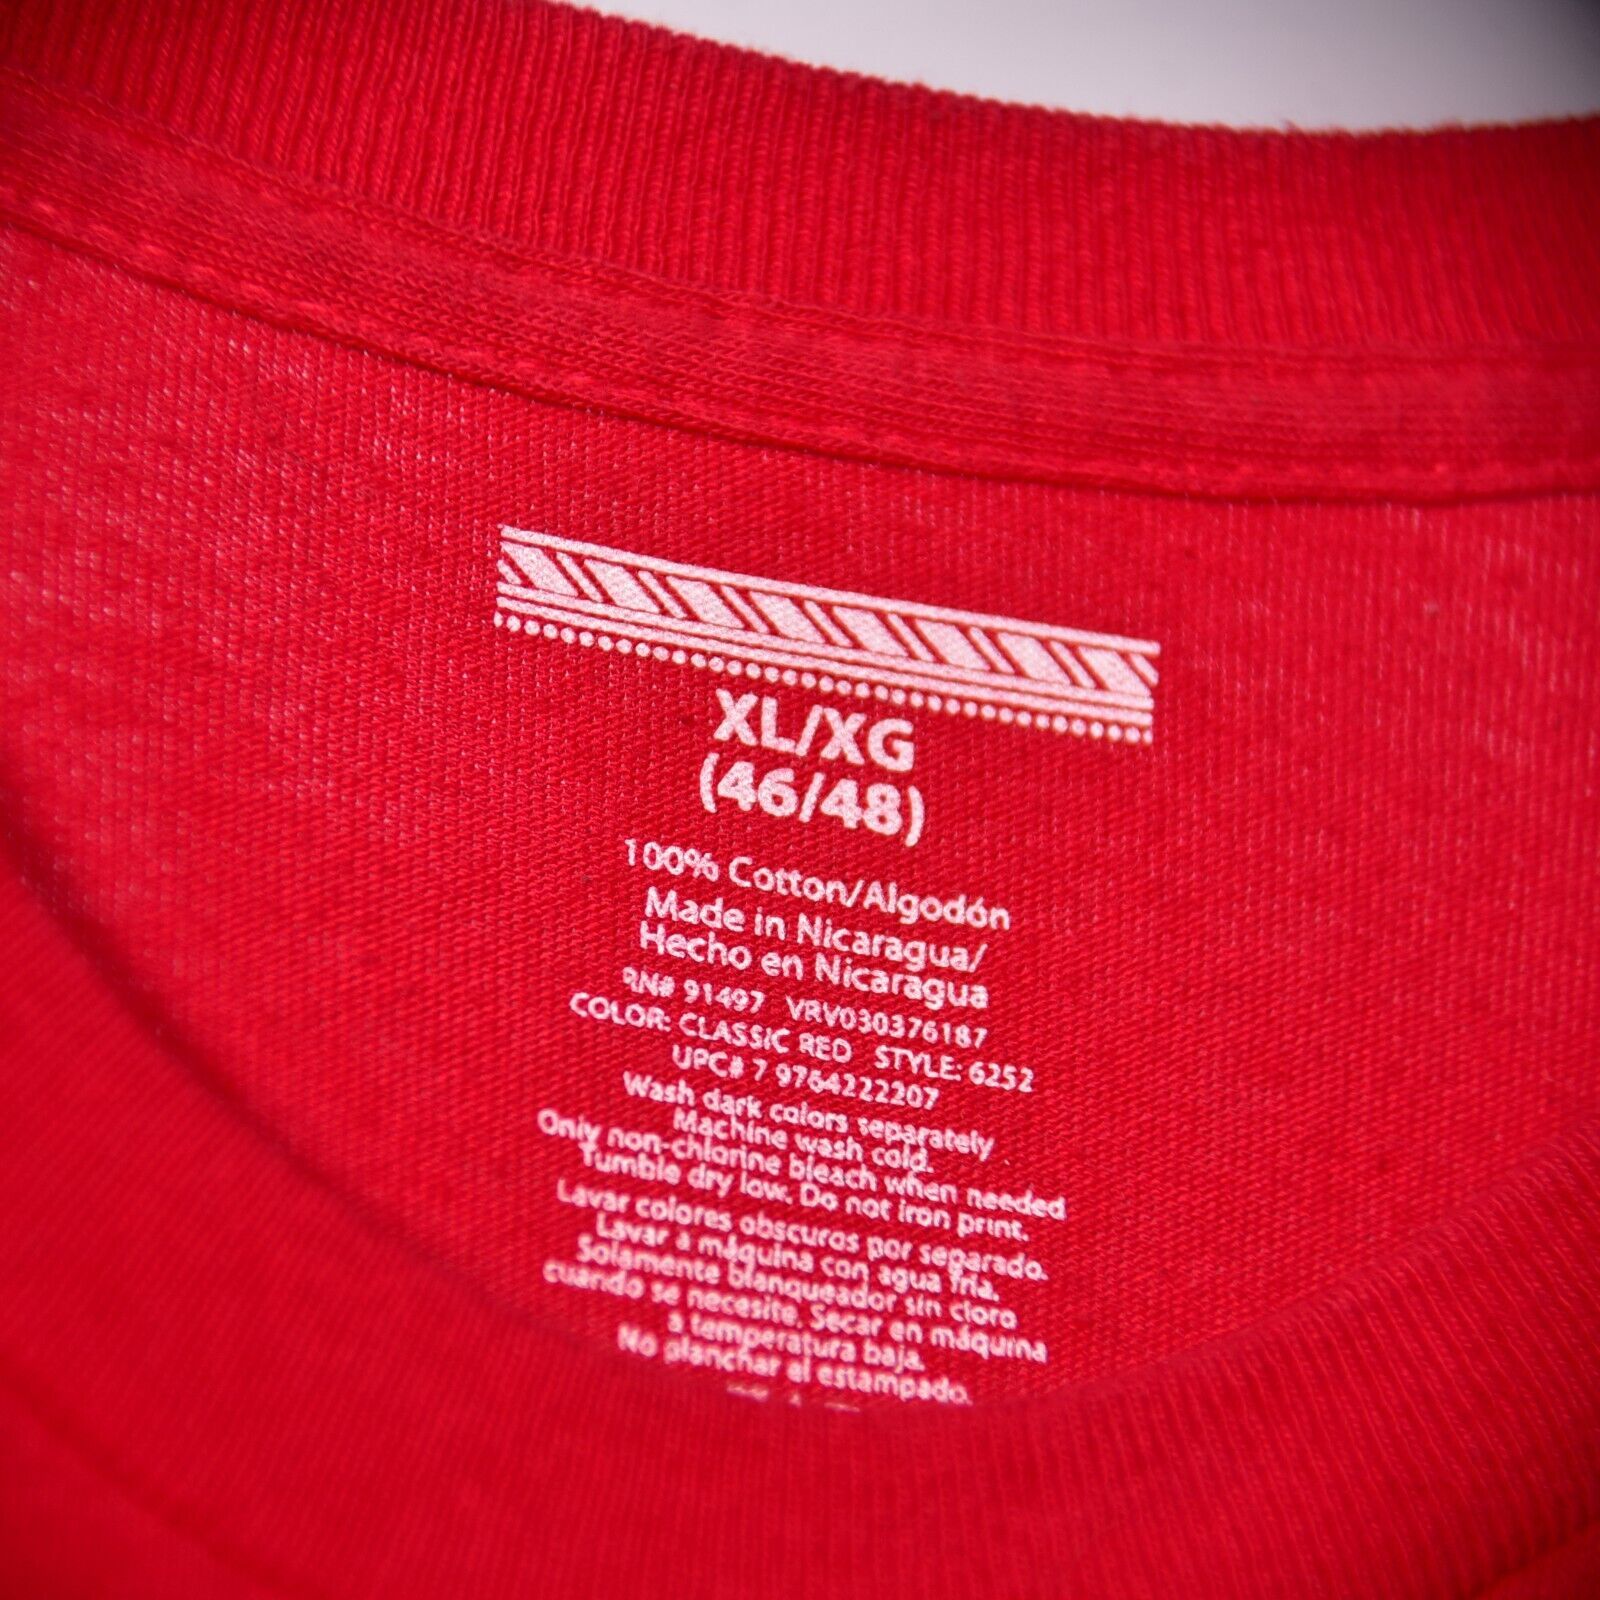 XL/XG
(46/48)
100% Cotton/Algodón
Made in Nicaragua/
Hecho en Nicaragua
RN# 91497 VRV030376187
COLOR: CLASSIC RED STYLE: 6252
UPC# 7 9764222207
Wash dark colors separately
Machine wash cold.
Only non-chlorine bleach when needed
Tumble dry low. Do not iron print.
Lavar colores obscuros por separado.
Lavar a máquina con agua fría.
Solamente blanqueador sin cloro
cuando se necesite. Secar en máquina
a temperatura baja.
No planchar al estampado.